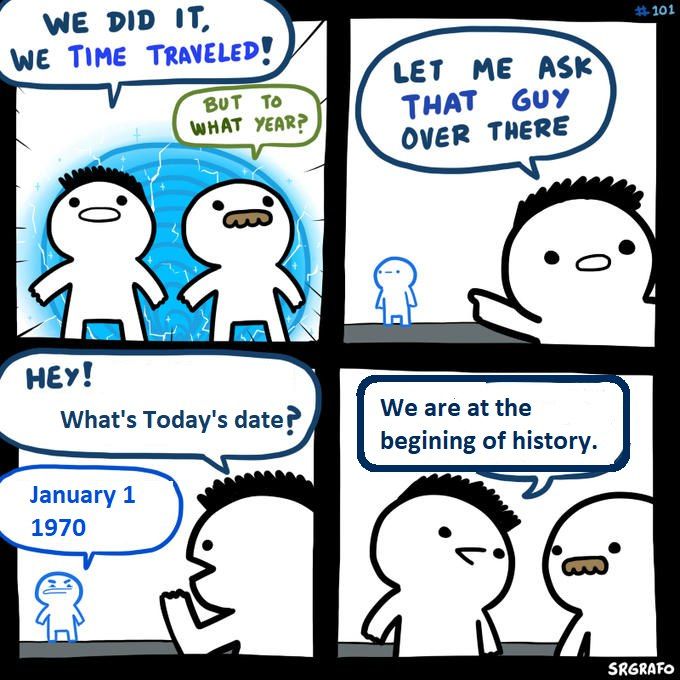 #101
WE DID IT,
WE TIME TRAVELED!
BUT TO
WHAT YEAR?
LET ME ASK
THAT GUY
OVER THERE
HEY!
What's Today's date?
January 1
1970
We are at the
begining of history.
SRGRAFO